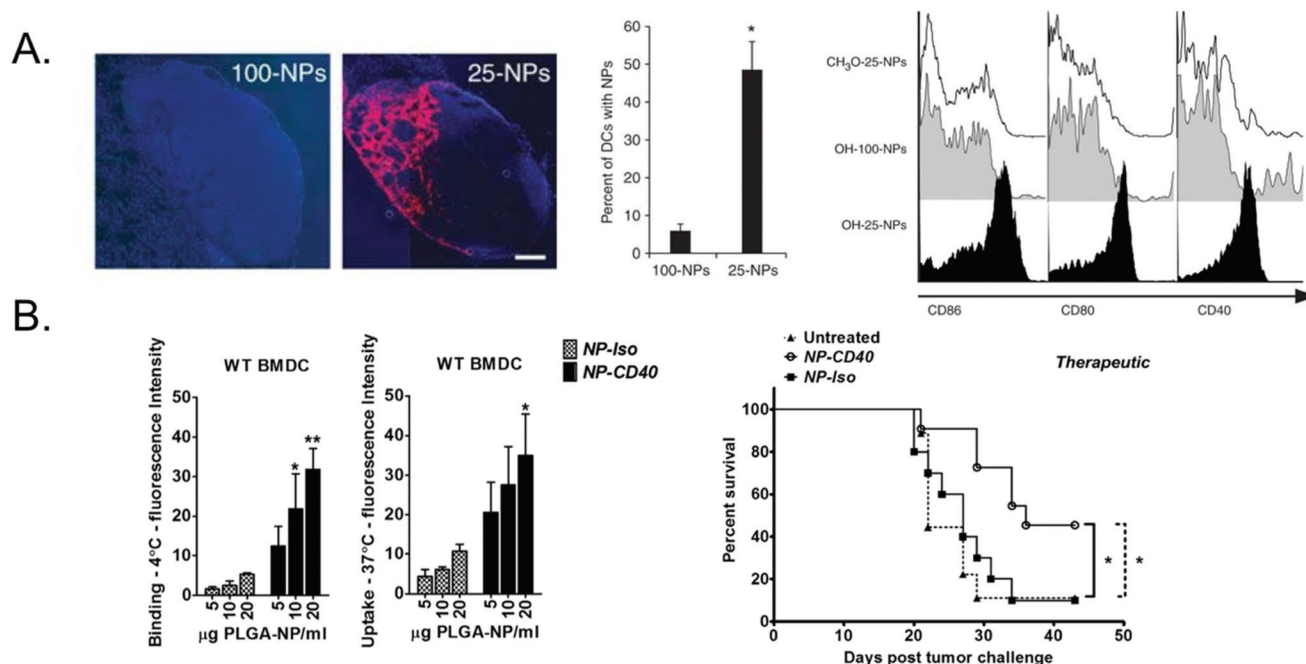 A.
100-NPs
25-NPs
Percent of DCs with NPs
60
50
40
30
20
10
0
*
100-NPs 25-NPs
CH₃O-25-NPs
OH-100-NPs
OH-25-NPs
CD86 CD80 CD40
B.
WT BMDC
Binding - 4°C - fluorescence Intensity
50
40
30
20
10
0
* **
5 10 20 5 10 20
µg PLGA-NP/ml
WT BMDC
Uptake - 37°C - fluorescence Intensity
50
40
30
20
10
0
*
5 10 20 5 10 20
µg PLGA-NP/ml
NP-Iso
NP-CD40
Untreated
NP-CD40
NP-Iso
Therapeutic
Percent survival
100
80
60
40
20
0
* *
0 10 20 30 40 50
Days post tumor challenge